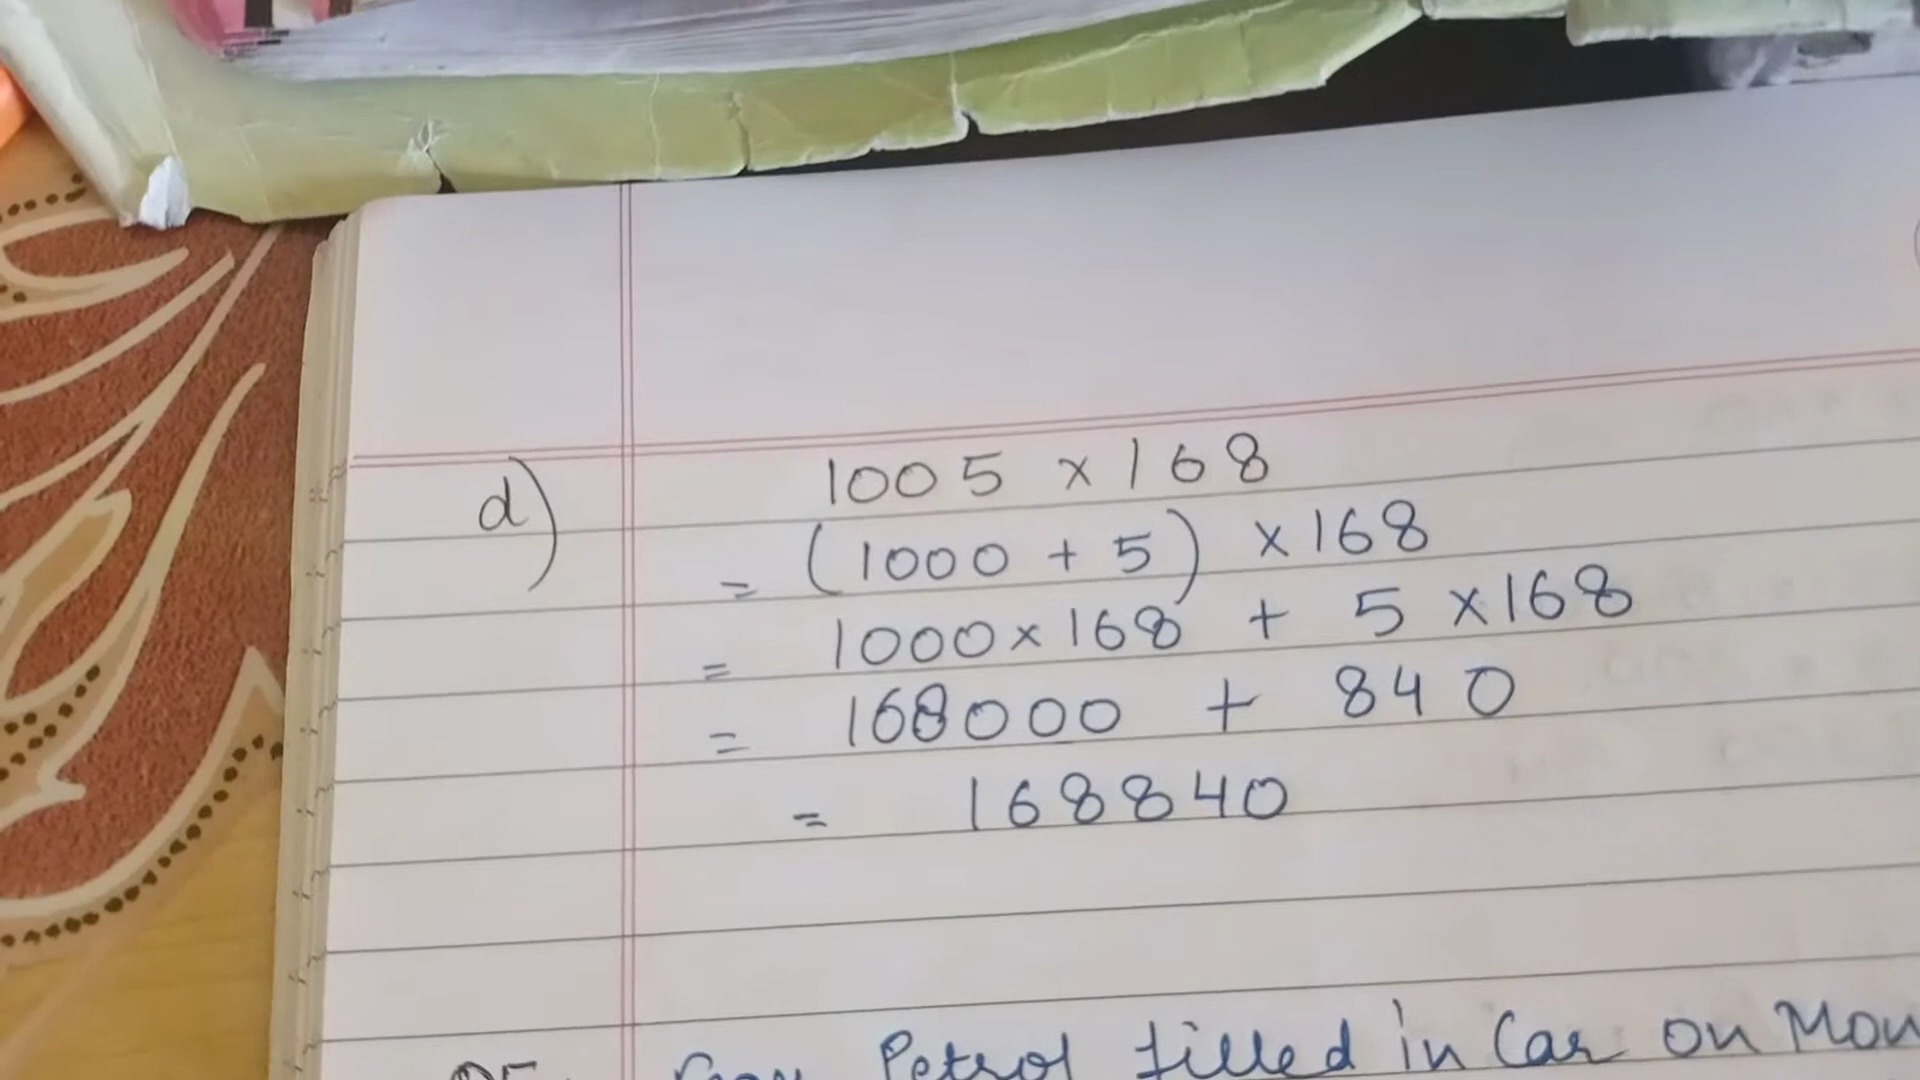 d) 1005 × 168
= (1000 + 5) × 168
= 1000 × 168 + 5 × 168
= 168000 + 840
= 168840
Petrol filled in Car on